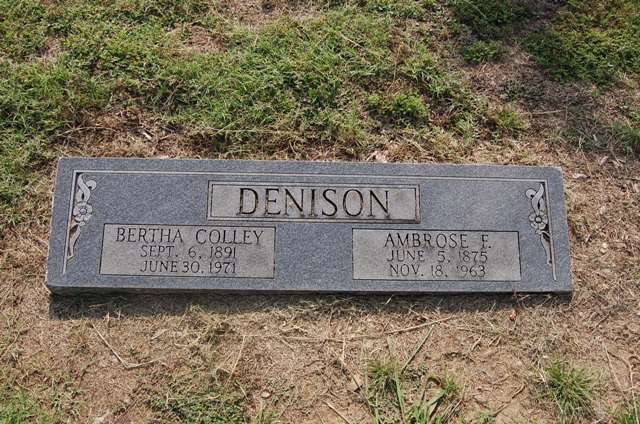 DENISON
BERTHA COLLEY
SEPT. 6, 1891
JUNE 30, 1971
AMBROSE F.
JUNE 5, 1875
NOV. 18, 1963